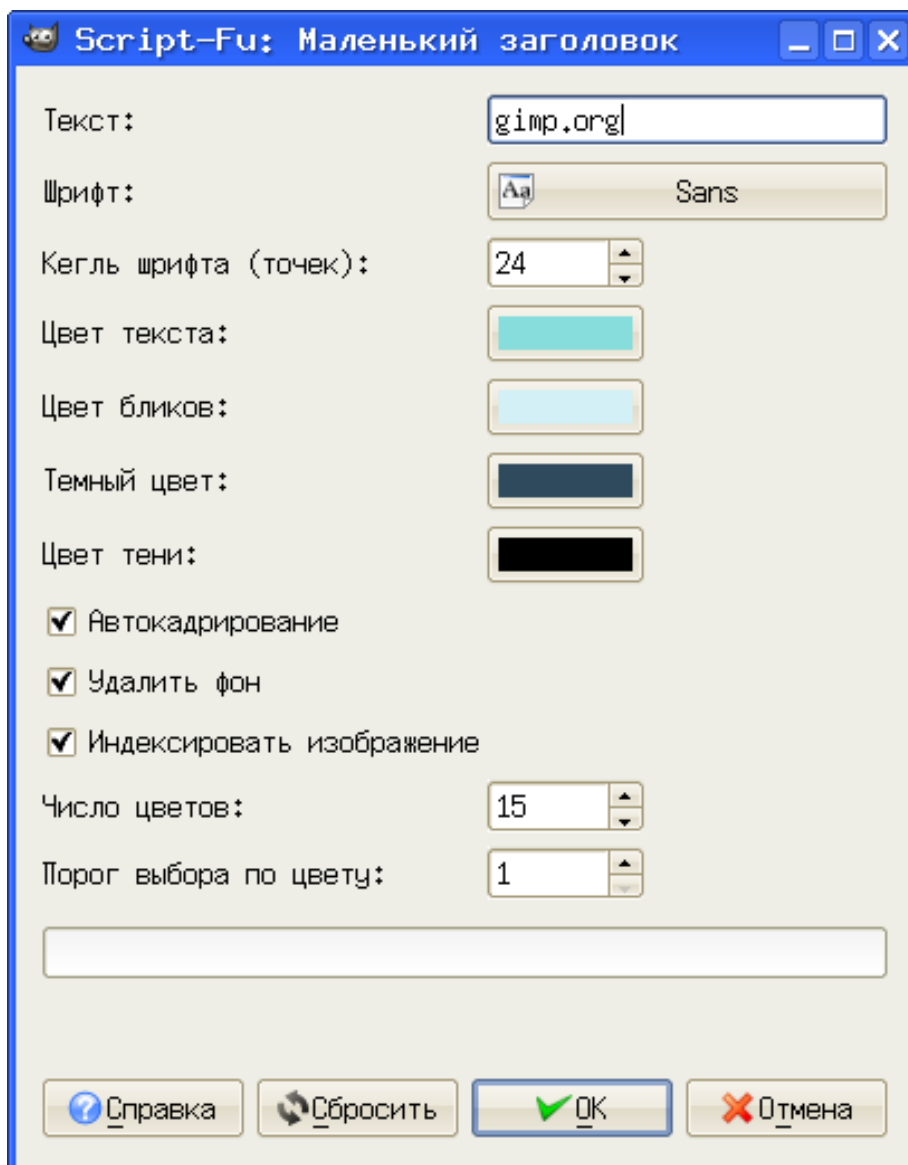 Script-Fu: Маленький заголовок
Текст: gimp.org
Шрифт: Aa Sans
Кегль шрифта (точек): 24
Цвет текста:
Цвет бликов:
Темный цвет:
Цвет тени:
Автокадрирование
Удалить фон
Индексировать изображение
Число цветов: 15
Порог выбора по цвету: 1
Справка Сбросить OK Отмена